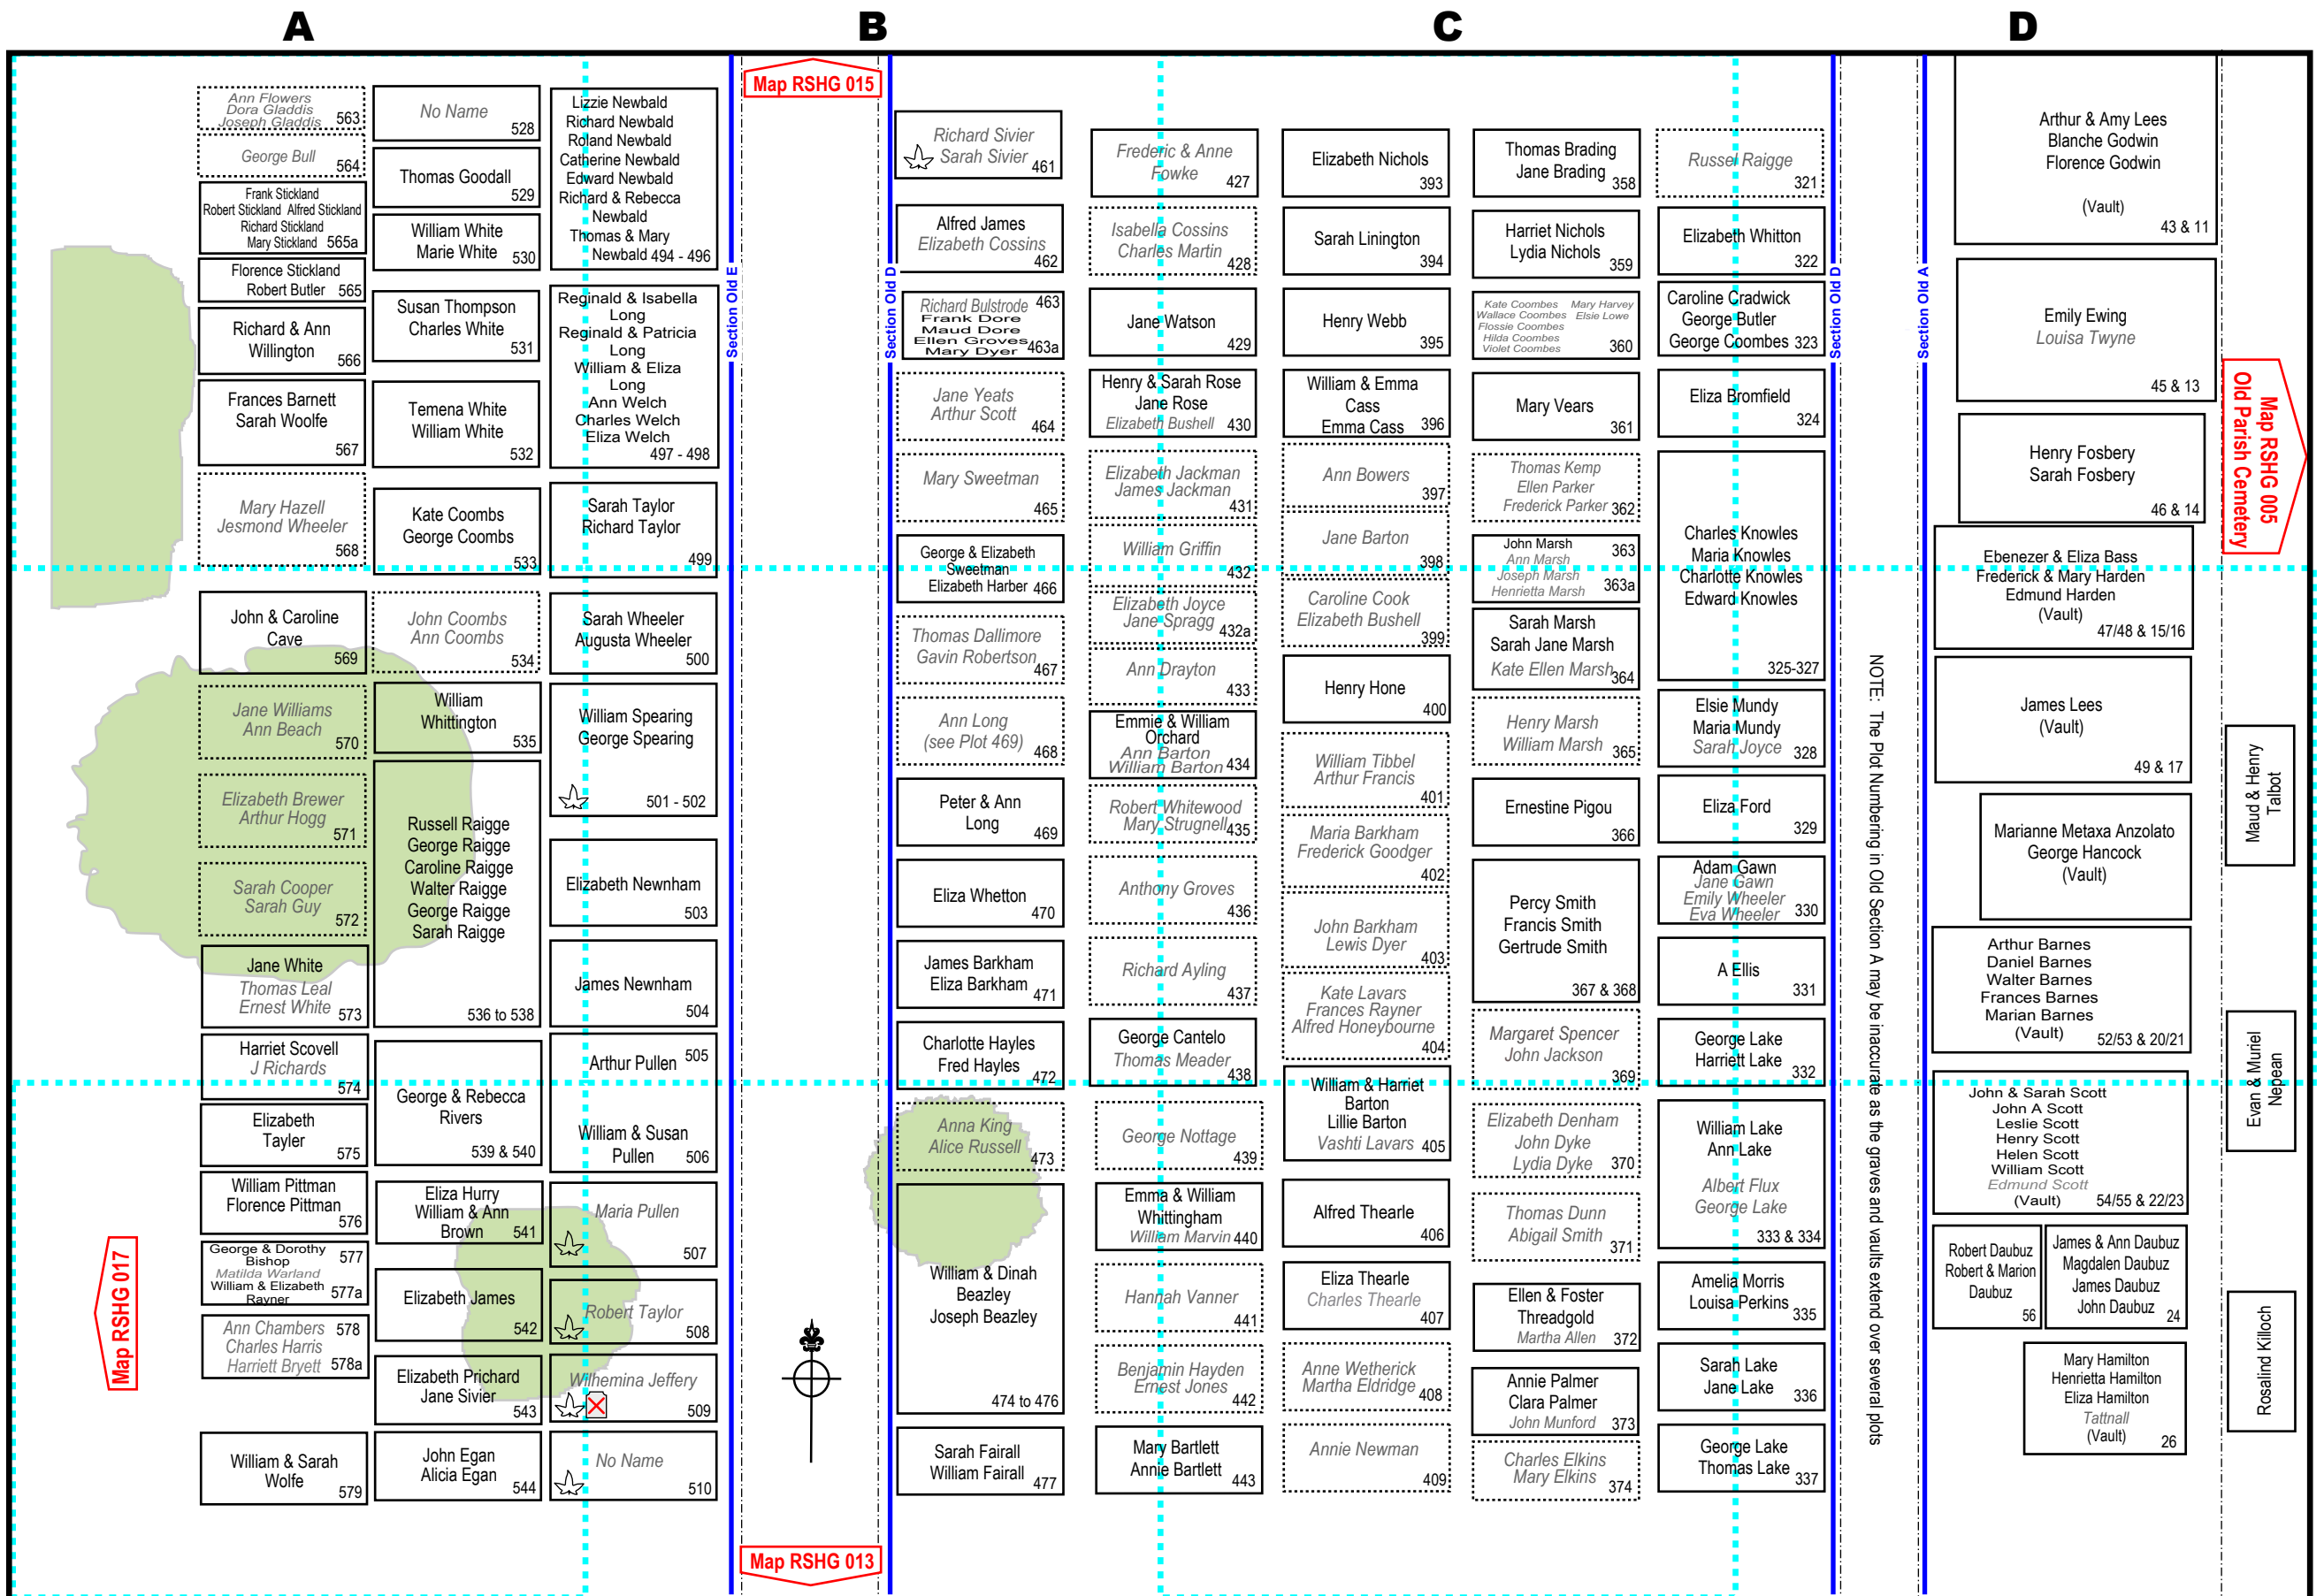 A
B
C
D
Map RSHG 015
Ann Flowers
Dora Gladdis
Joseph Gladdis 563
George Bull
564
Frank Stickland
Robert Stickland Alfred Stickland
Richard Stickland
Mary Stickland 565a
Florence Stickland
Robert Butler 565
Richard & Ann
Willington
566
Frances Barnett
Sarah Woolfe
567
Mary Hazell
Jesmond Wheeler
568
John & Caroline
Cave
569
Jane Williams
Ann Beach
570
Elizabeth Brewer
Arthur Hogg
571
Sarah Cooper
Sarah Guy
572
Jane White
Thomas Leal
Ernest White 573
Harriet Scovell
J Richards
574
Elizabeth
Tayler
575
William Pittman
Florence Pittman
576
George & Dorothy 577
Bishop
Matilda Warland
William & Elizabeth
Rayner 577a
Ann Chambers 578
Charles Harris
Harriett Bryett 578a
William & Sarah
Wolfe
579
No Name
528
Thomas Goodall
529
William White
Marie White 530
Susan Thompson
Charles White
531
Temena White
William White
532
Kate Coombs
George Coombs
533
John Coombs
Ann Coombs
534
William
Whittington
535
Russell Raigge
George Raigge
Caroline Raigge
Walter Raigge
George Raigge
Sarah Raigge
536 to 538
George & Rebecca
Rivers
539 & 540
Eliza Hurry
William & Ann
Brown 541
Elizabeth James
542
Elizabeth Prichard
Jane Sivier
543
John Egan
Alicia Egan
544
Lizzie Newbald
Richard Newbald
Roland Newbald
Catherine Newbald
Edward Newbald
Richard & Rebecca
Newbald
Thomas & Mary
Newbald 494 - 496
Reginald & Isabella
Long
Reginald & Patricia
Long
William & Eliza
Long
Ann Welch
Charles Welch
Eliza Welch
497 - 498
Sarah Taylor
Richard Taylor
499
Sarah Wheeler
Augusta Wheeler
500
William Spearing
George Spearing
501 - 502
Elizabeth Newnham
503
James Newnham
504
Arthur Pullen 505
William & Susan
Pullen 506
Maria Pullen
507
Robert Taylor
508
Wilhemina Jeffery
509
No Name
510
Section Old E
Section Old D
Richard Sivier
Sarah Sivier
461
Alfred James
Elizabeth Cossins
462
Richard Bulstrode 463
Frank Dore
Maud Dore
Ellen Groves
Mary Dyer 463a
Jane Yeats
Arthur Scott
464
Mary Sweetman
465
George & Elizabeth
Sweetman
Elizabeth Harber 466
Thomas Dallimore
Gavin Robertson
467
Ann Long
(see Plot 469)
468
Peter & Ann
Long
469
Eliza Whetton
470
James Barkham
Eliza Barkham
471
Charlotte Hayles
Fred Hayles
472
Anna King
Alice Russell
473
William & Dinah
Beazley
Joseph Beazley
474 to 476
Sarah Fairall
William Fairall
477
Frederic & Anne
Fowke
427
Isabella Cossins
Charles Martin
428
Jane Watson
429
Henry & Sarah Rose
Jane Rose
Elizabeth Bushell 430
Elizabeth Jackman
James Jackman
431
William Griffin
432
Elizabeth Joyce
Jane Spragg
432a
Ann Drayton
433
Emmie & William
Orchard
Ann Barton
William Barton 434
Robert Whitewood
Mary Strugnell
435
Anthony Groves
436
Richard Ayling
437
George Cantelo
Thomas Meader
438
George Nottage
439
Emma & William
Whittingham
William Marvin 440
Hannah Vanner
441
Benjamin Hayden
Ernest Jones
442
Mary Bartlett
Annie Bartlett
443
Elizabeth Nichols
393
Sarah Linington
394
Henry Webb
395
William & Emma
Cass
Emma Cass 396
Ann Bowers
397
Jane Barton
398
Caroline Cook
Elizabeth Bushell
399
Henry Hone
400
William Tibbel
Arthur Francis
401
Maria Barkham
Frederick Goodger
402
John Barkham
Lewis Dyer
403
Kate Lavars
Frances Rayner
Alfred Honeybourne
404
William & Harriet
Barton
Lillie Barton
Vashti Lavars 405
Alfred Thearle
406
Eliza Thearle
Charles Thearle
407
Anne Wetherick
Martha Eldridge
408
Annie Newman
409
Thomas Brading
Jane Brading 358
Harriet Nichols
Lydia Nichols
359
Kate Coombes Mary Harvey
Wallace Coombes Elsie Lowe
Flossie Coombes
Hilda Coombes
Violet Coombes 360
Mary Vears
361
Thomas Kemp
Ellen Parker
Frederick Parker 362
John Marsh 363
Ann Marsh
Joseph Marsh
Henrietta Marsh 363a
Sarah Marsh
Sarah Jane Marsh
Kate Ellen Marsh
364
Henry Marsh
William Marsh
365
Ernestine Pigou
366
Percy Smith
Francis Smith
Gertrude Smith
367 & 368
Margaret Spencer
John Jackson
369
Elizabeth Denham
John Dyke
Lydia Dyke 370
Thomas Dunn
Abigail Smith
371
Ellen & Foster
Threadgold
Martha Allen 372
Annie Palmer
Clara Palmer
John Munford 373
Charles Elkins
Mary Elkins
374
Russel Raigge
321
Elizabeth Whitton
322
Caroline Cradwick
George Butler
George Coombes 323
Eliza Bromfield
324
Charles Knowles
Maria Knowles
Charlotte Knowles
Edward Knowles
325-327
Elsie Mundy
Maria Mundy
Sarah Joyce 328
Eliza Ford
329
Adam Gawn
Jane Gawn
Emily Wheeler
Eva Wheeler 330
A Ellis
331
George Lake
Harriett Lake
332
William Lake
Ann Lake
Albert Flux
George Lake
333 & 334
Amelia Morris
Louisa Perkins
335
Sarah Lake
Jane Lake
336
George Lake
Thomas Lake 337
Section Old D
Section Old A
NOTE: The Plot Numbering in Old Section A may be inaccurate as the graves and vaults extend over several plots
Arthur & Amy Lees
Blanche Godwin
Florence Godwin
(Vault)
43 & 11
Emily Ewing
Louisa Twyne
45 & 13
Henry Fosbery
Sarah Fosbery
46 & 14
Ebenezer & Eliza Bass
Frederick & Mary Harden
Edmund Harden
(Vault)
47/48 & 15/16
James Lees
(Vault)
49 & 17
Marianne Metaxa Anzolato
George Hancock
(Vault)
Arthur Barnes
Daniel Barnes
Walter Barnes
Frances Barnes
Marian Barnes
(Vault) 52/53 & 20/21
John & Sarah Scott
John A Scott
Leslie Scott
Henry Scott
Helen Scott
William Scott
Edmund Scott
(Vault) 54/55 & 22/23
Robert Daubuz
Robert & Marion
Daubuz
56
James & Ann Daubuz
Magdalen Daubuz
James Daubuz
John Daubuz
24
Mary Hamilton
Henrietta Hamilton
Eliza Hamilton
Tattnall
(Vault)
26
Map RSHG 005
Old Parish Cemetery
Maud & Henry
Talbot
Evan & Muriel
Nepean
Rosalind Killoch
Map RSHG 017
Map RSHG 013